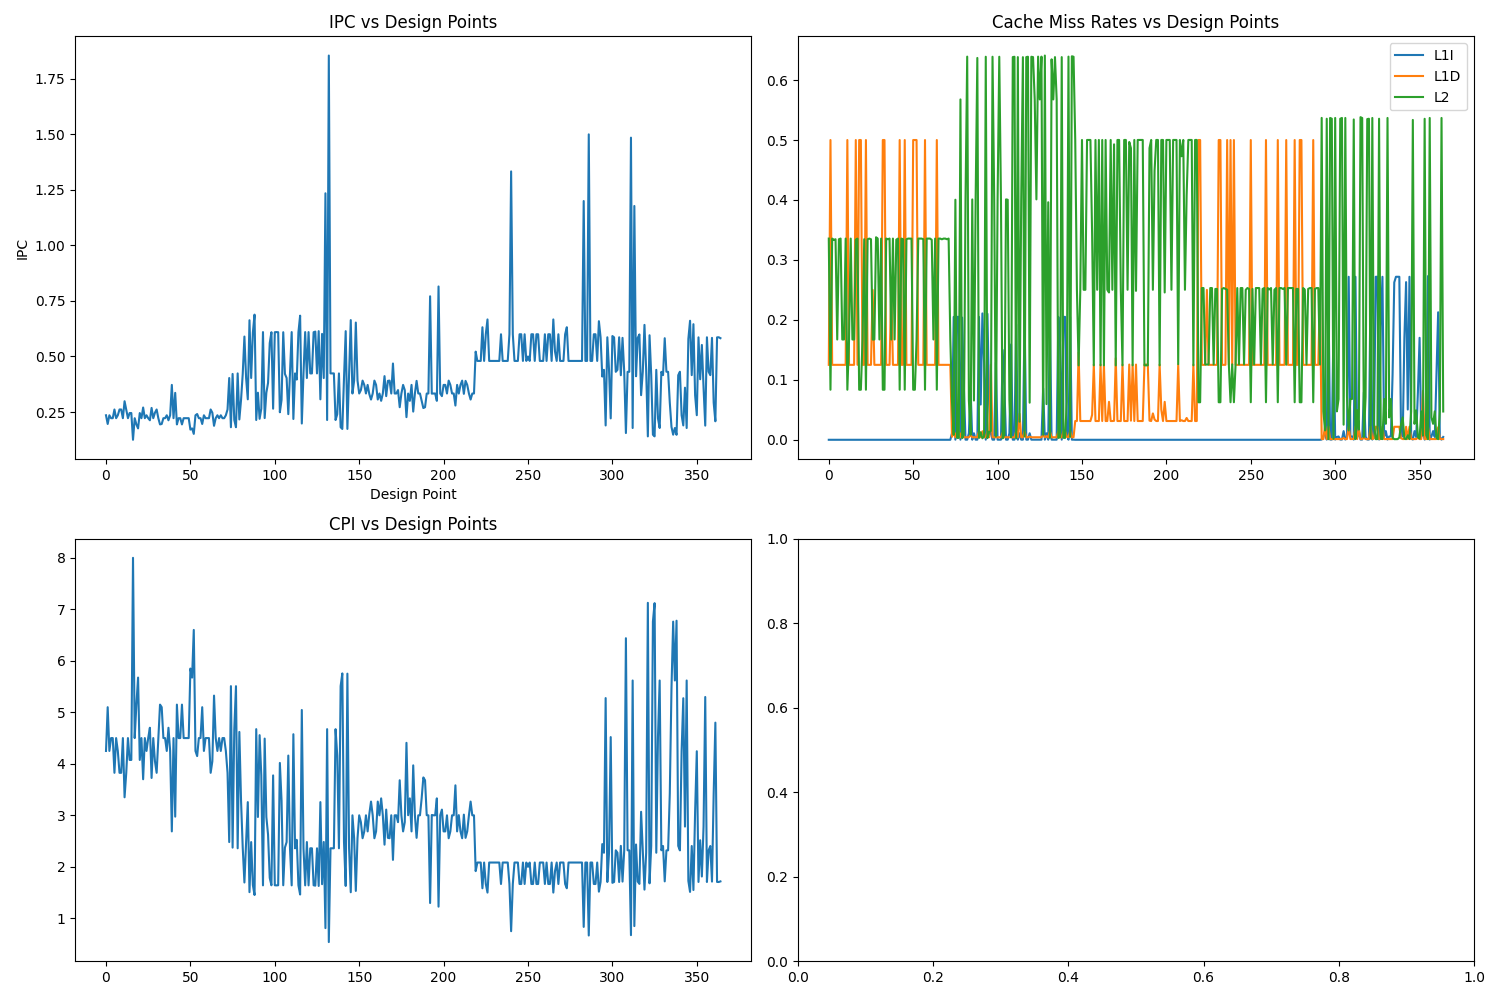 IPC vs Design Points
IPC
1.75
1.50
1.25
1.00
0.75
0.50
0.25
0 50 100 150 200 250 300 350
Design Point
Cache Miss Rates vs Design Points
L1I
L1D
L2
0.6
0.5
0.4
0.3
0.2
0.1
0.0
0 50 100 150 200 250 300 350
CPI vs Design Points
8
7
6
5
4
3
2
1
0 50 100 150 200 250 300 350
1.0
0.8
0.6
0.4
0.2
0.0
0.0 0.2 0.4 0.6 0.8 1.0